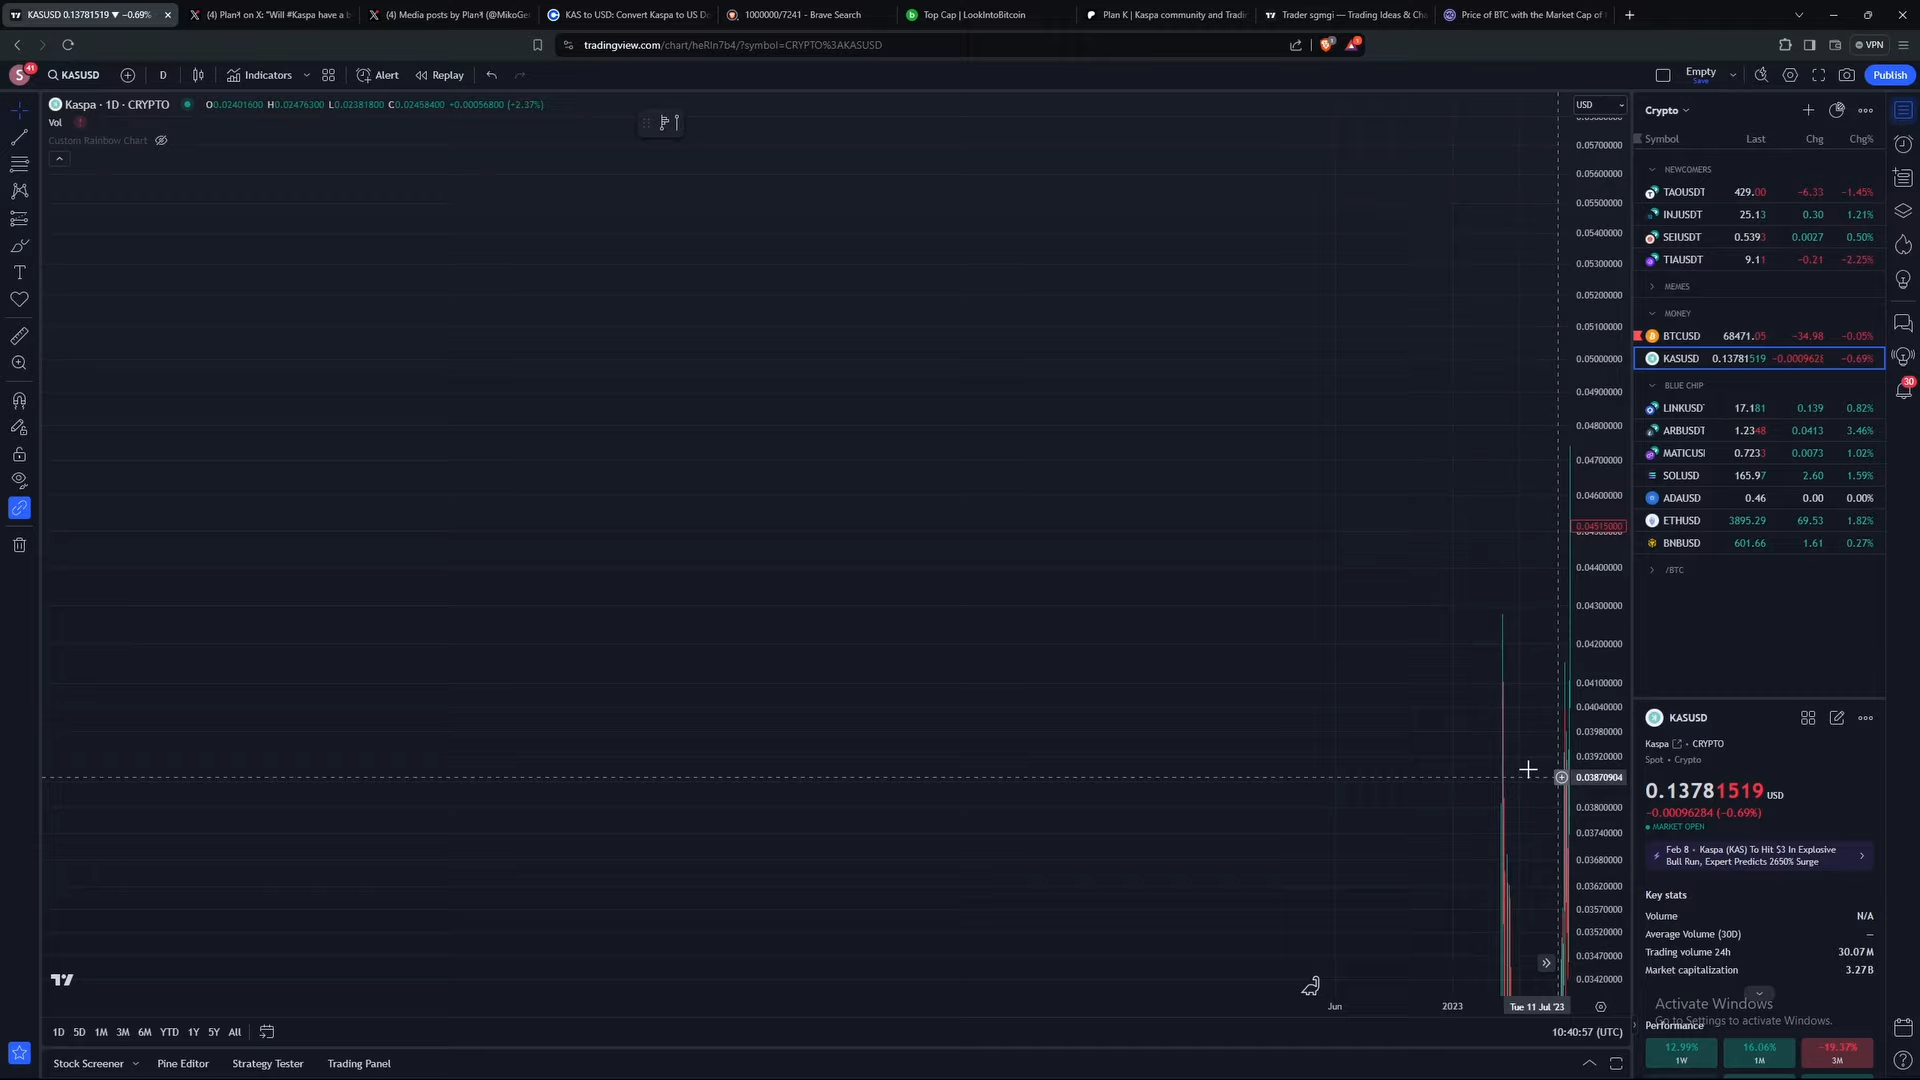 KASUSD 0.13781519 ▼ −0.69%
(4) Plan९ on X: "Will #Kaspa have a b
(4) Media posts by Plan९ (@MikoGe
KAS to USD: Convert Kaspa to US Do
1000000/7241 - Brave Search
Top Cap | LookIntoBitcoin
Plan K | Kaspa community and Tradi
Trader sgmgi — Trading Ideas & Cha
Price of BTC with the Market Cap of
tradingview.com/chart/heRIn7b4/?symbol=CRYPTO%3AKASUSD
VPN
S 41 KASUSD D Indicators Alert Replay
Empty
Save
Publish
Kaspa · 1D · CRYPTO O0.02401600 H0.02476300 L0.02381800 C0.02458400 +0.00056800 (+2.37%)
Vol
Custom Rainbow Chart
USD
0.05700000
0.05600000
0.05500000
0.05400000
0.05300000
0.05200000
0.05100000
0.05000000
0.04900000
0.04800000
0.04700000
0.04600000
0.04515000
0.04400000
0.04300000
0.04200000
0.04100000
0.04040000
0.03980000
0.03920000
0.03870904
0.03800000
0.03740000
0.03680000
0.03620000
0.03570000
0.03520000
0.03470000
0.03420000
Jun 2023 Tue 11 Jul '23
1D 5D 1M 3M 6M YTD 1Y 5Y All
10:40:57 (UTC)
Stock Screener Pine Editor Strategy Tester Trading Panel
Crypto
Symbol Last Chg Chg%
NEWCOMERS
TAOUSDT 429.00 −6.33 −1.45%
INJUSDT 25.13 0.30 1.21%
SEIUSDT 0.5393 0.0027 0.50%
TIAUSDT 9.11 −0.21 −2.25%
MEMES
MONEY
BTCUSD 68471.05 −34.98 −0.05%
KASUSD 0.13781519 −0.0009628 −0.69%
BLUE CHIP
LINKUSD 17.181 0.139 0.82%
ARBUSDT 1.2348 0.0413 3.46%
MATICUS 0.7233 0.0073 1.02%
SOLUSD 165.97 2.60 1.59%
ADAUSD 0.46 0.00 0.00%
ETHUSD 3895.29 69.53 1.82%
BNBUSD 601.66 1.61 0.27%
/BTC
30
KASUSD
Kaspa · CRYPTO
Spot · Crypto
0.13781519 USD
−0.00096284 (−0.69%)
MARKET OPEN
Feb 8 · Kaspa (KAS) To Hit $3 In Explosive
Bull Run, Expert Predicts 2650% Surge
Key stats
Volume N/A
Average Volume (30D) —
Trading volume 24h 30.07M
Market capitalization 3.27B
Activate Windows
Go to Settings to activate Windows.
Performance
12.99% 16.06% −19.37%
1W 1M 3M